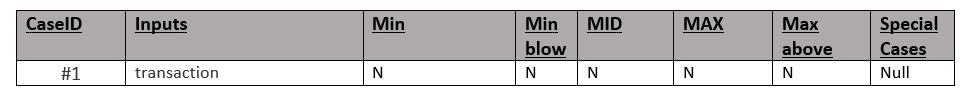 CaseID Inputs Min Min blow MID MAX Max above Special Cases
#1 transaction N N N N N Null